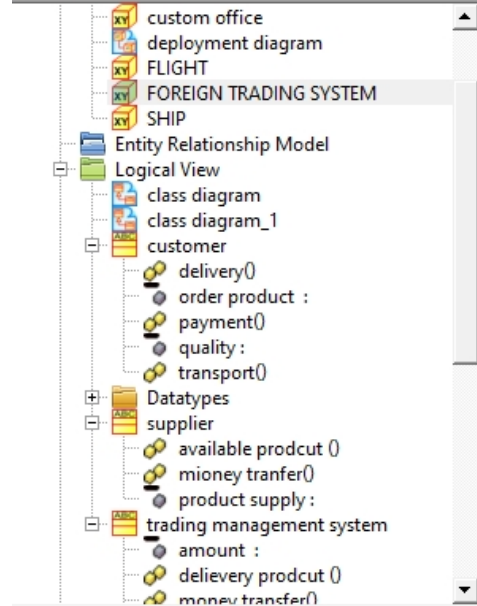 custom office
deployment diagram
FLIGHT
FOREIGN TRADING SYSTEM
SHIP
Entity Relationship Model
Logical View
class diagram
class diagram_1
customer
delivery()
order product :
payment()
quality :
transport()
Datatypes
supplier
available prodcut ()
mioney tranfer()
product supply :
trading management system
amount :
delievery prodcut ()
money transfer()